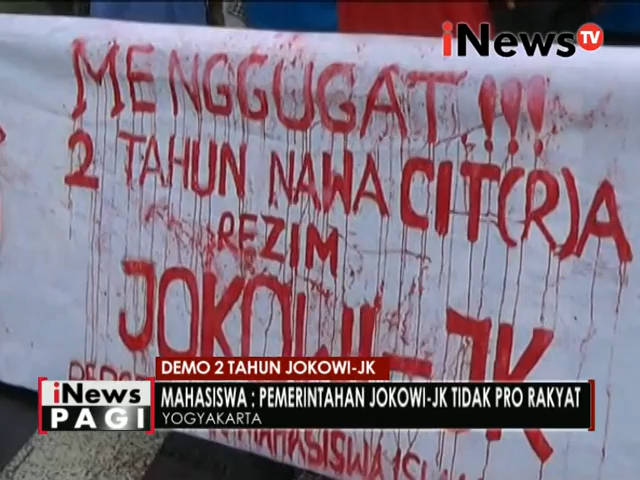 iNews TV
MENGGUGAT!!!
2 TAHUN NAWA CIT(R)A
REZIM
JOKOWI-JK
DEMO 2 TAHUN JOKOWI-JK
iNews
PAGI
MAHASISWA : PEMERINTAHAN JOKOWI-JK TIDAK PRO RAKYAT
YOGYAKARTA
MAHASISWA